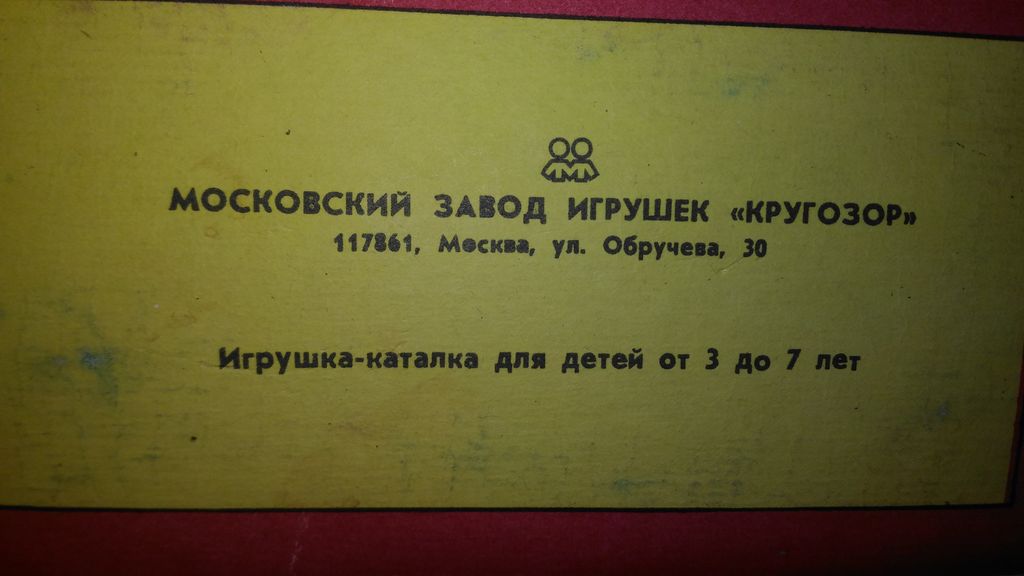 МОСКОВСКИЙ ЗАВОД ИГРУШЕК «КРУГОЗОР»
117861, Москва, ул. Обручева, 30
Игрушка-каталка для детей от 3 до 7 лет